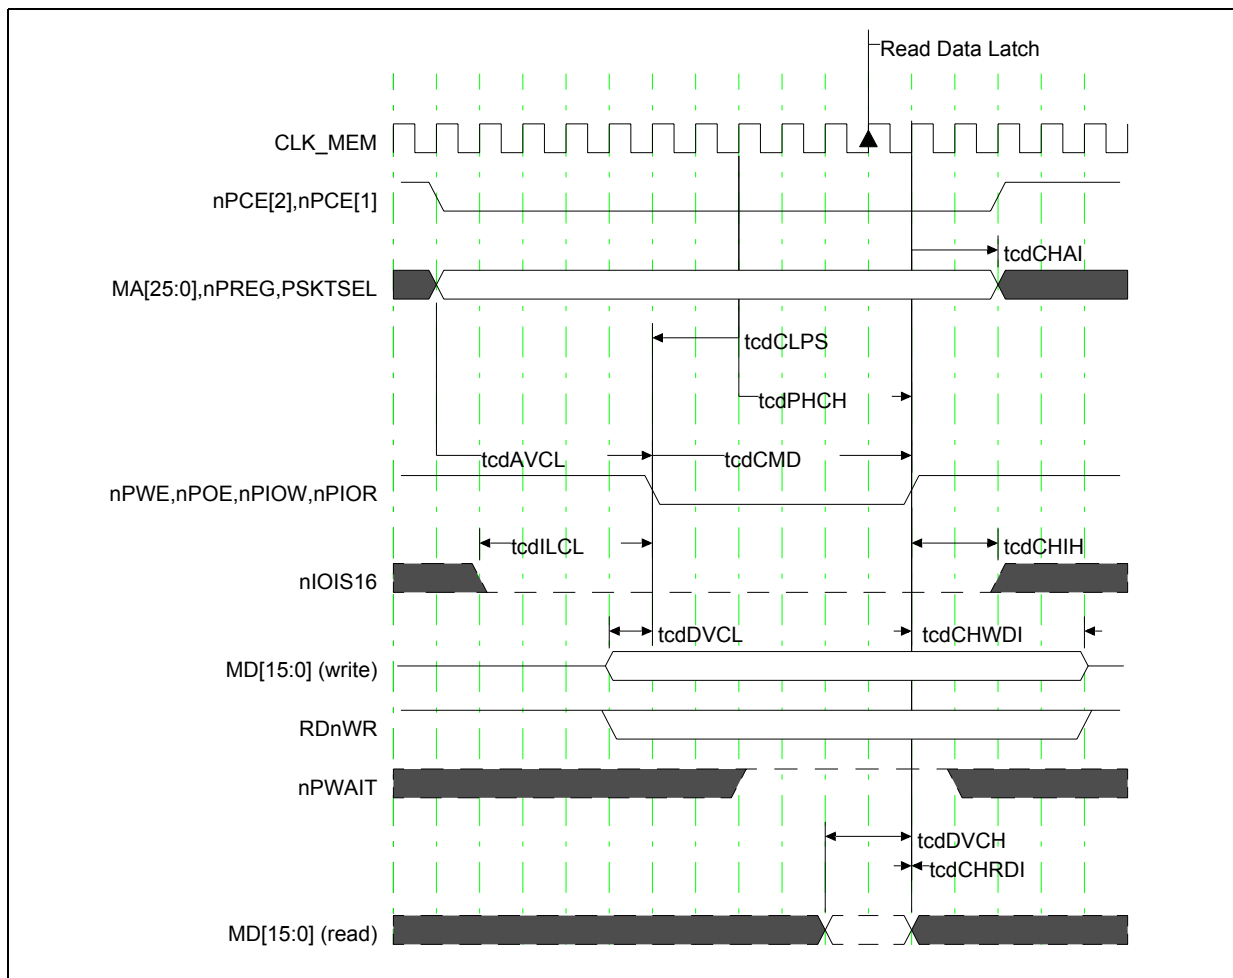 Read Data Latch
CLK_MEM
nPCE[2],nPCE[1]
tcdCHAI
MA[25:0],nPREG,PSKTSEL
tcdCLPS
tcdPHCH
tcdAVCL
tcdCMD
nPWE,nPOE,nPIOW,nPIOR
tcdILCL
tcdCHIH
nIOIS16
tcdDVCL
tcdCHWDI
MD[15:0] (write)
RDnWR
nPWAIT
tcdDVCH
tcdCHRDI
MD[15:0] (read)